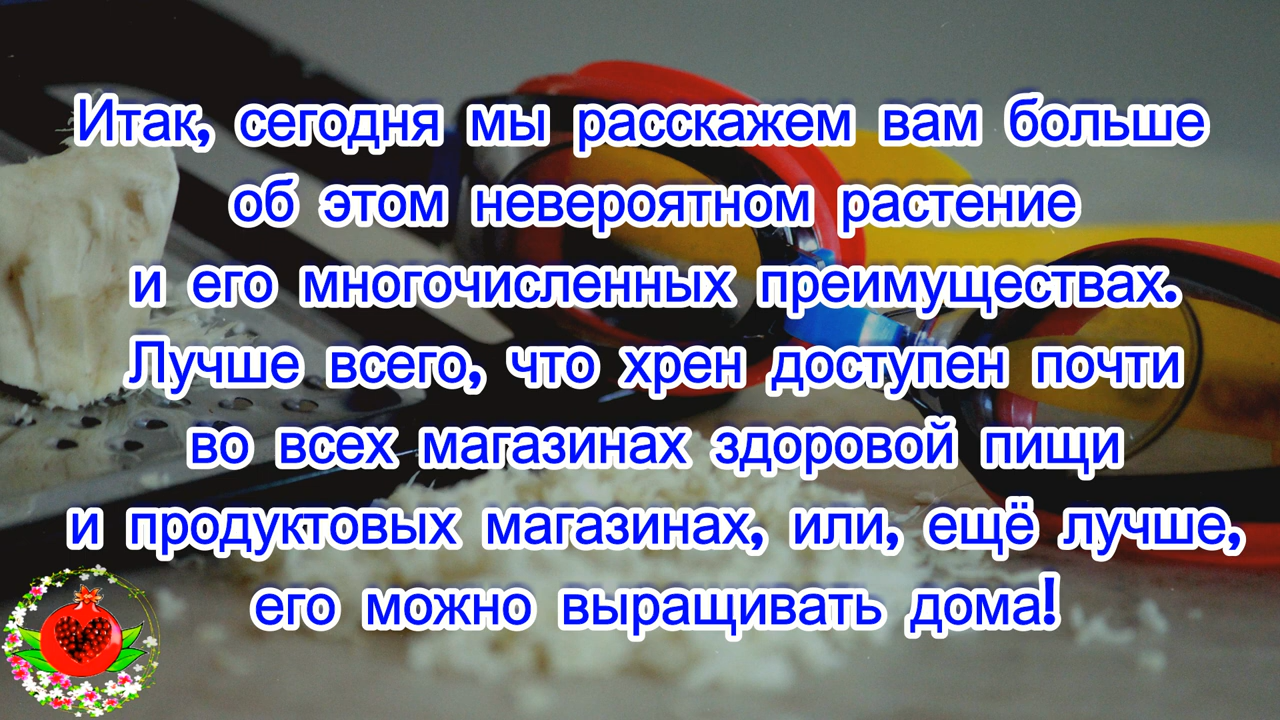 Итак, сегодня мы расскажем вам больше
об этом невероятном растение
и его многочисленных преимуществах.
Лучше всего, что хрен доступен почти
во всех магазинах здоровой пищи
и продуктовых магазинах, или, ещё лучше,
его можно выращивать дома!